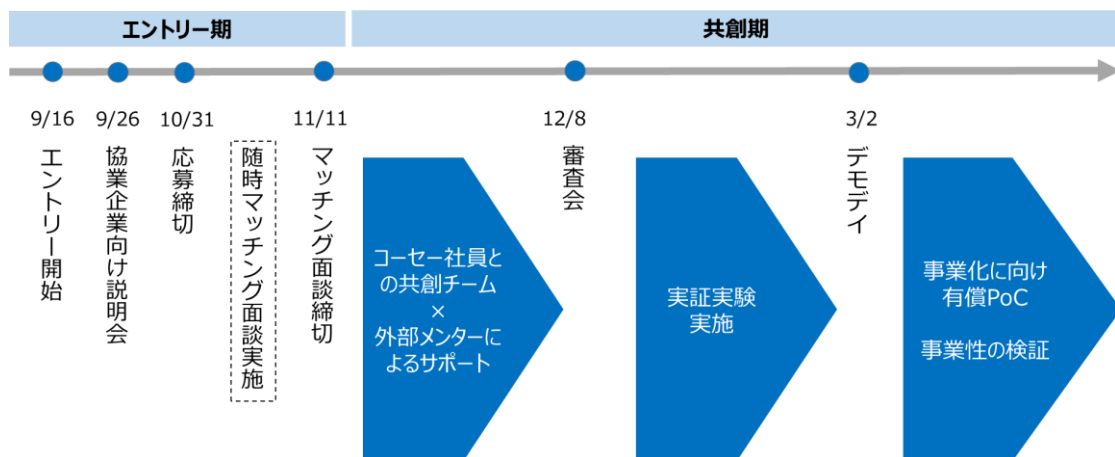 エントリー期
共創期
9/16
エントリー開始
9/26
協業企業向け説明会
10/31
応募締切
随時マッチング面談実施
11/11
マッチング面談締切
コーセー社員と
の共創チーム
×
外部メンターに
よるサポート
12/8
審査会
実証実験
実施
3/2
デモデイ
事業化に向け
有償PoC
事業性の検証